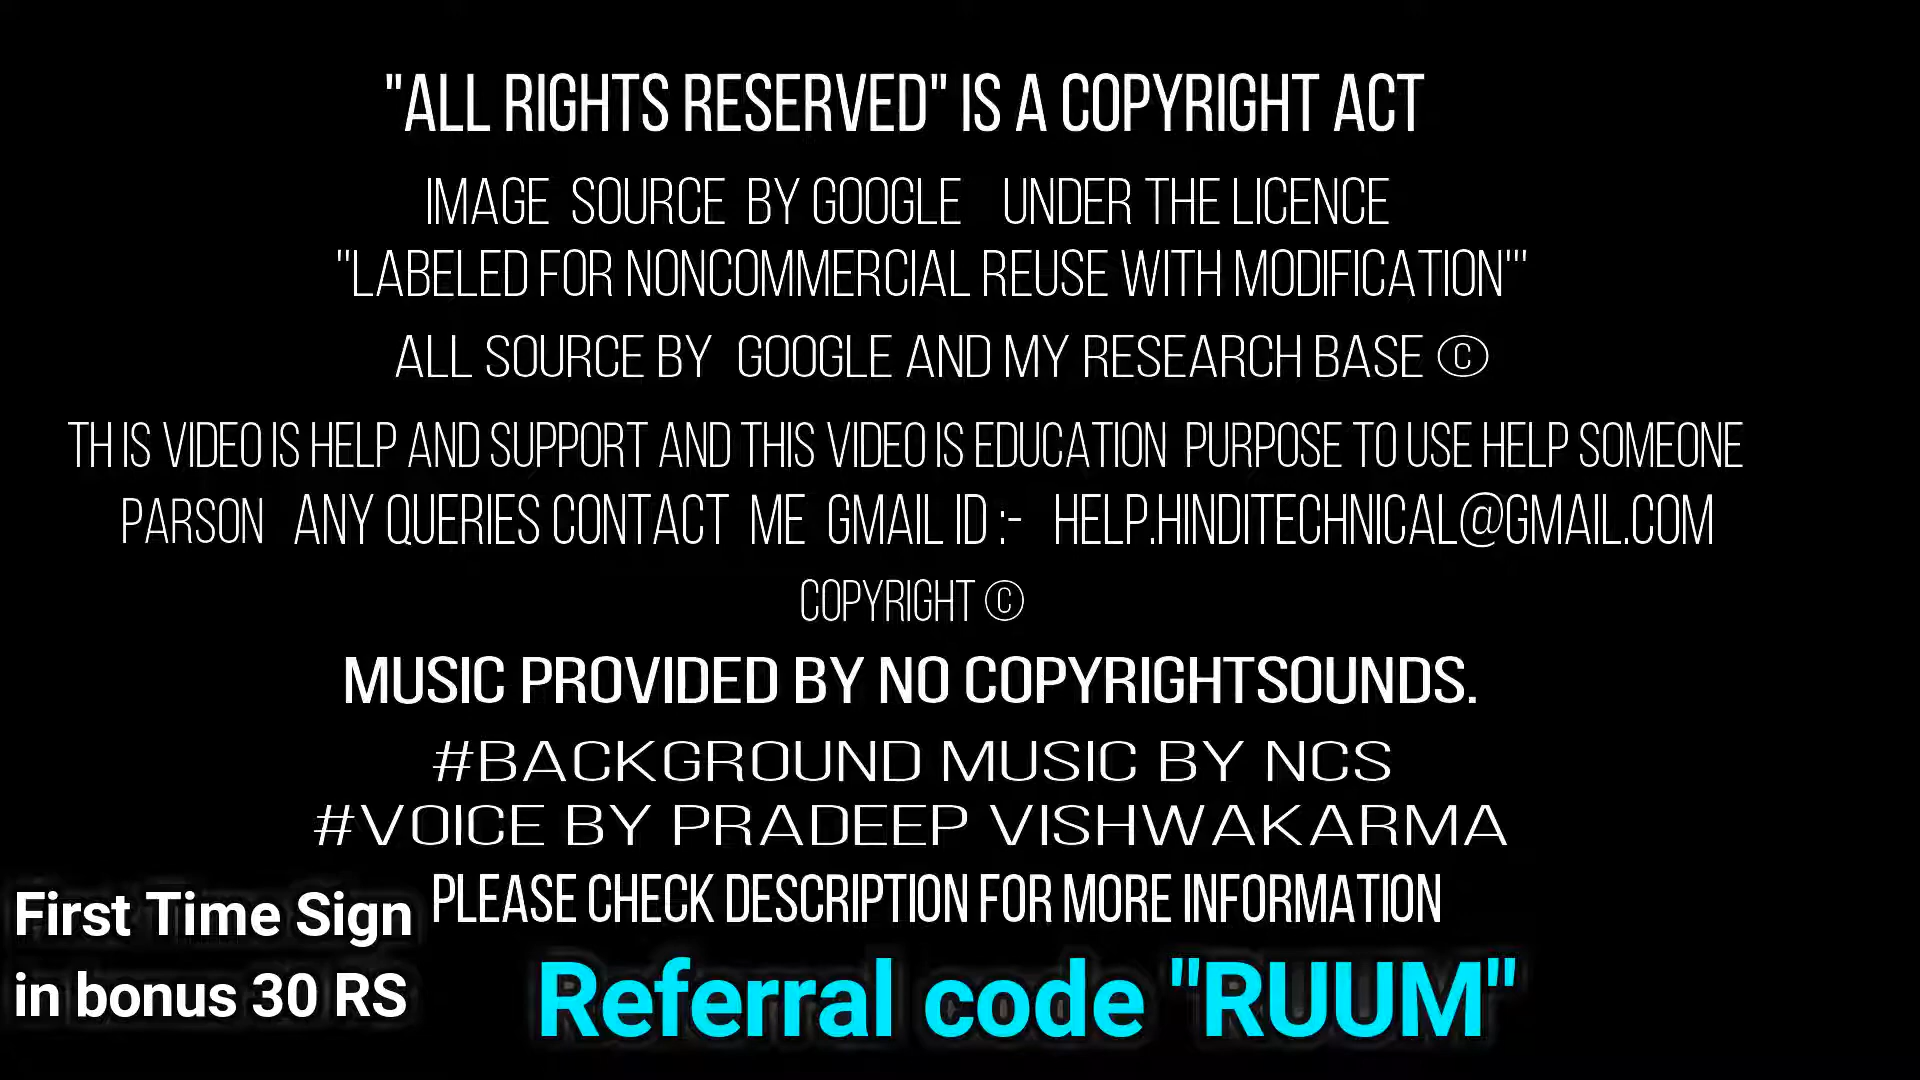 "ALL RIGHTS RESERVED" IS A COPYRIGHT ACT
IMAGE SOURCE BY GOOGLE UNDER THE LICENCE
"LABELED FOR NONCOMMERCIAL REUSE WITH MODIFICATION'"
ALL SOURCE BY GOOGLE AND MY RESEARCH BASE ©
TH IS VIDEO IS HELP AND SUPPORT AND THIS VIDEO IS EDUCATION PURPOSE TO USE HELP SOMEONE
PARSON ANY QUERIES CONTACT ME GMAIL ID :- HELP.HINDITECHNICAL@GMAIL.COM
COPYRIGHT ©
MUSIC PROVIDED BY NO COPYRIGHTSOUNDS.
#BACKGROUND MUSIC BY NCS
#VOICE BY PRADEEP VISHWAKARMA
PLEASE CHECK DESCRIPTION FOR MORE INFORMATION
First Time Sign
in bonus 30 RS
Referral code "RUUM"